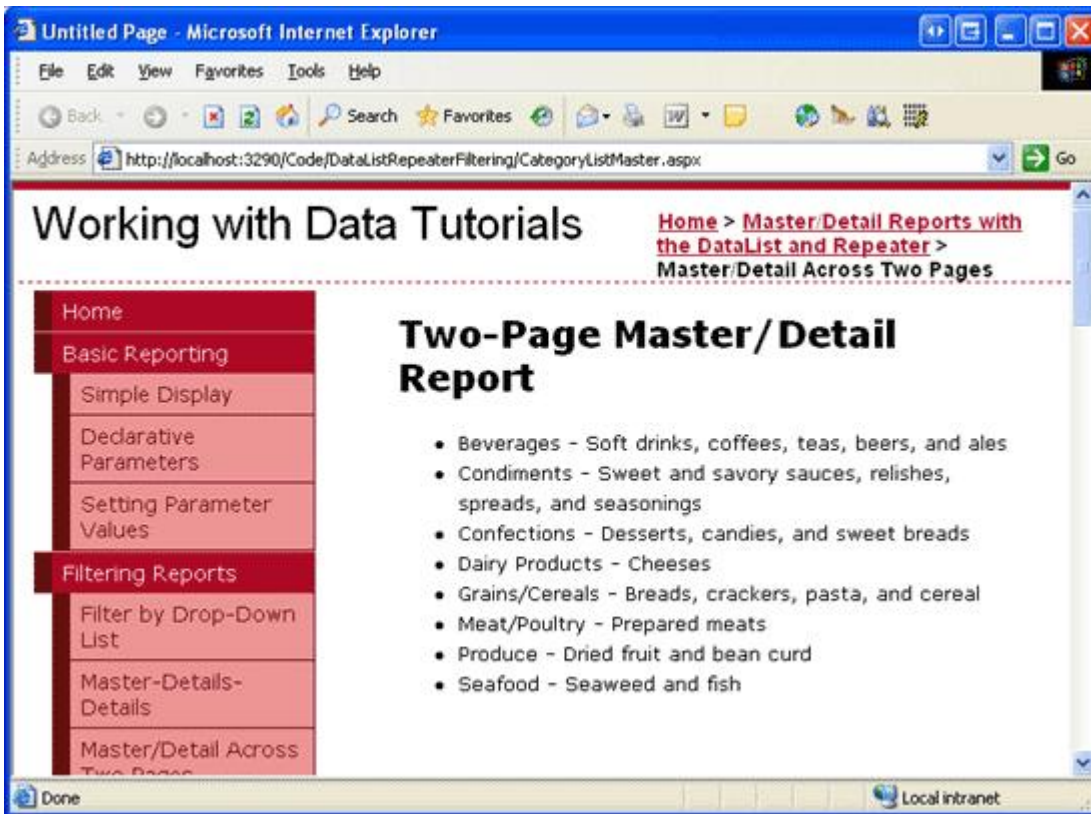 Untitled Page - Microsoft Internet Explorer
File Edit View Favorites Tools Help
Back Search Favorites
Address http://localhost:3290/Code/DataListRepeaterFiltering/CategoryListMaster.aspx Go
Working with Data Tutorials
Home > Master/Detail Reports with
the DataList and Repeater >
Master/Detail Across Two Pages
Home
Basic Reporting
Simple Display
Declarative
Parameters
Setting Parameter
Values
Filtering Reports
Filter by Drop-Down
List
Master-Details-
Details
Master/Detail Across
Two Pages
Two-Page Master/Detail
Report
• Beverages - Soft drinks, coffees, teas, beers, and ales
• Condiments - Sweet and savory sauces, relishes,
spreads, and seasonings
• Confections - Desserts, candies, and sweet breads
• Dairy Products - Cheeses
• Grains/Cereals - Breads, crackers, pasta, and cereal
• Meat/Poultry - Prepared meats
• Produce - Dried fruit and bean curd
• Seafood - Seaweed and fish
Done Local intranet